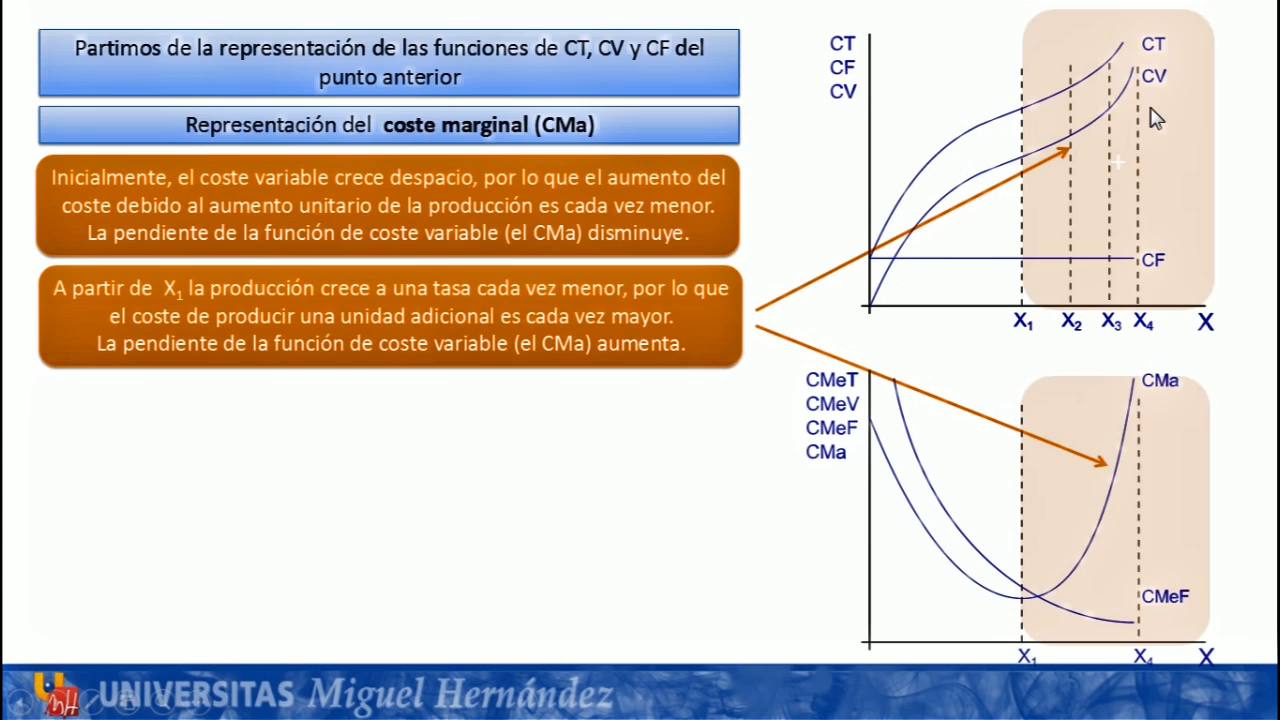 Partimos de la representación de las funciones de CT, CV y CF del
punto anterior
Representación del coste marginal (CMa)
Inicialmente, el coste variable crece despacio, por lo que el aumento del
coste debido al aumento unitario de la producción es cada vez menor.
La pendiente de la función de coste variable (el CMa) disminuye.
A partir de X₁ la producción crece a una tasa cada vez menor, por lo que
el coste de producir una unidad adicional es cada vez mayor.
La pendiente de la función de coste variable (el CMa) aumenta.
CT
CF
CV
CT
CV
CF
X₁ X₂ X₃ X₄ X
CMeT
CMeV
CMeF
CMa
CMa
CMeF
X₁ X₄ X
UNIVERSITAS Miguel Hernández